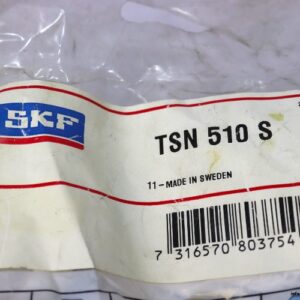 SKF
TSN 510 S
11-MADE IN SWEDEN
7 316570 803754